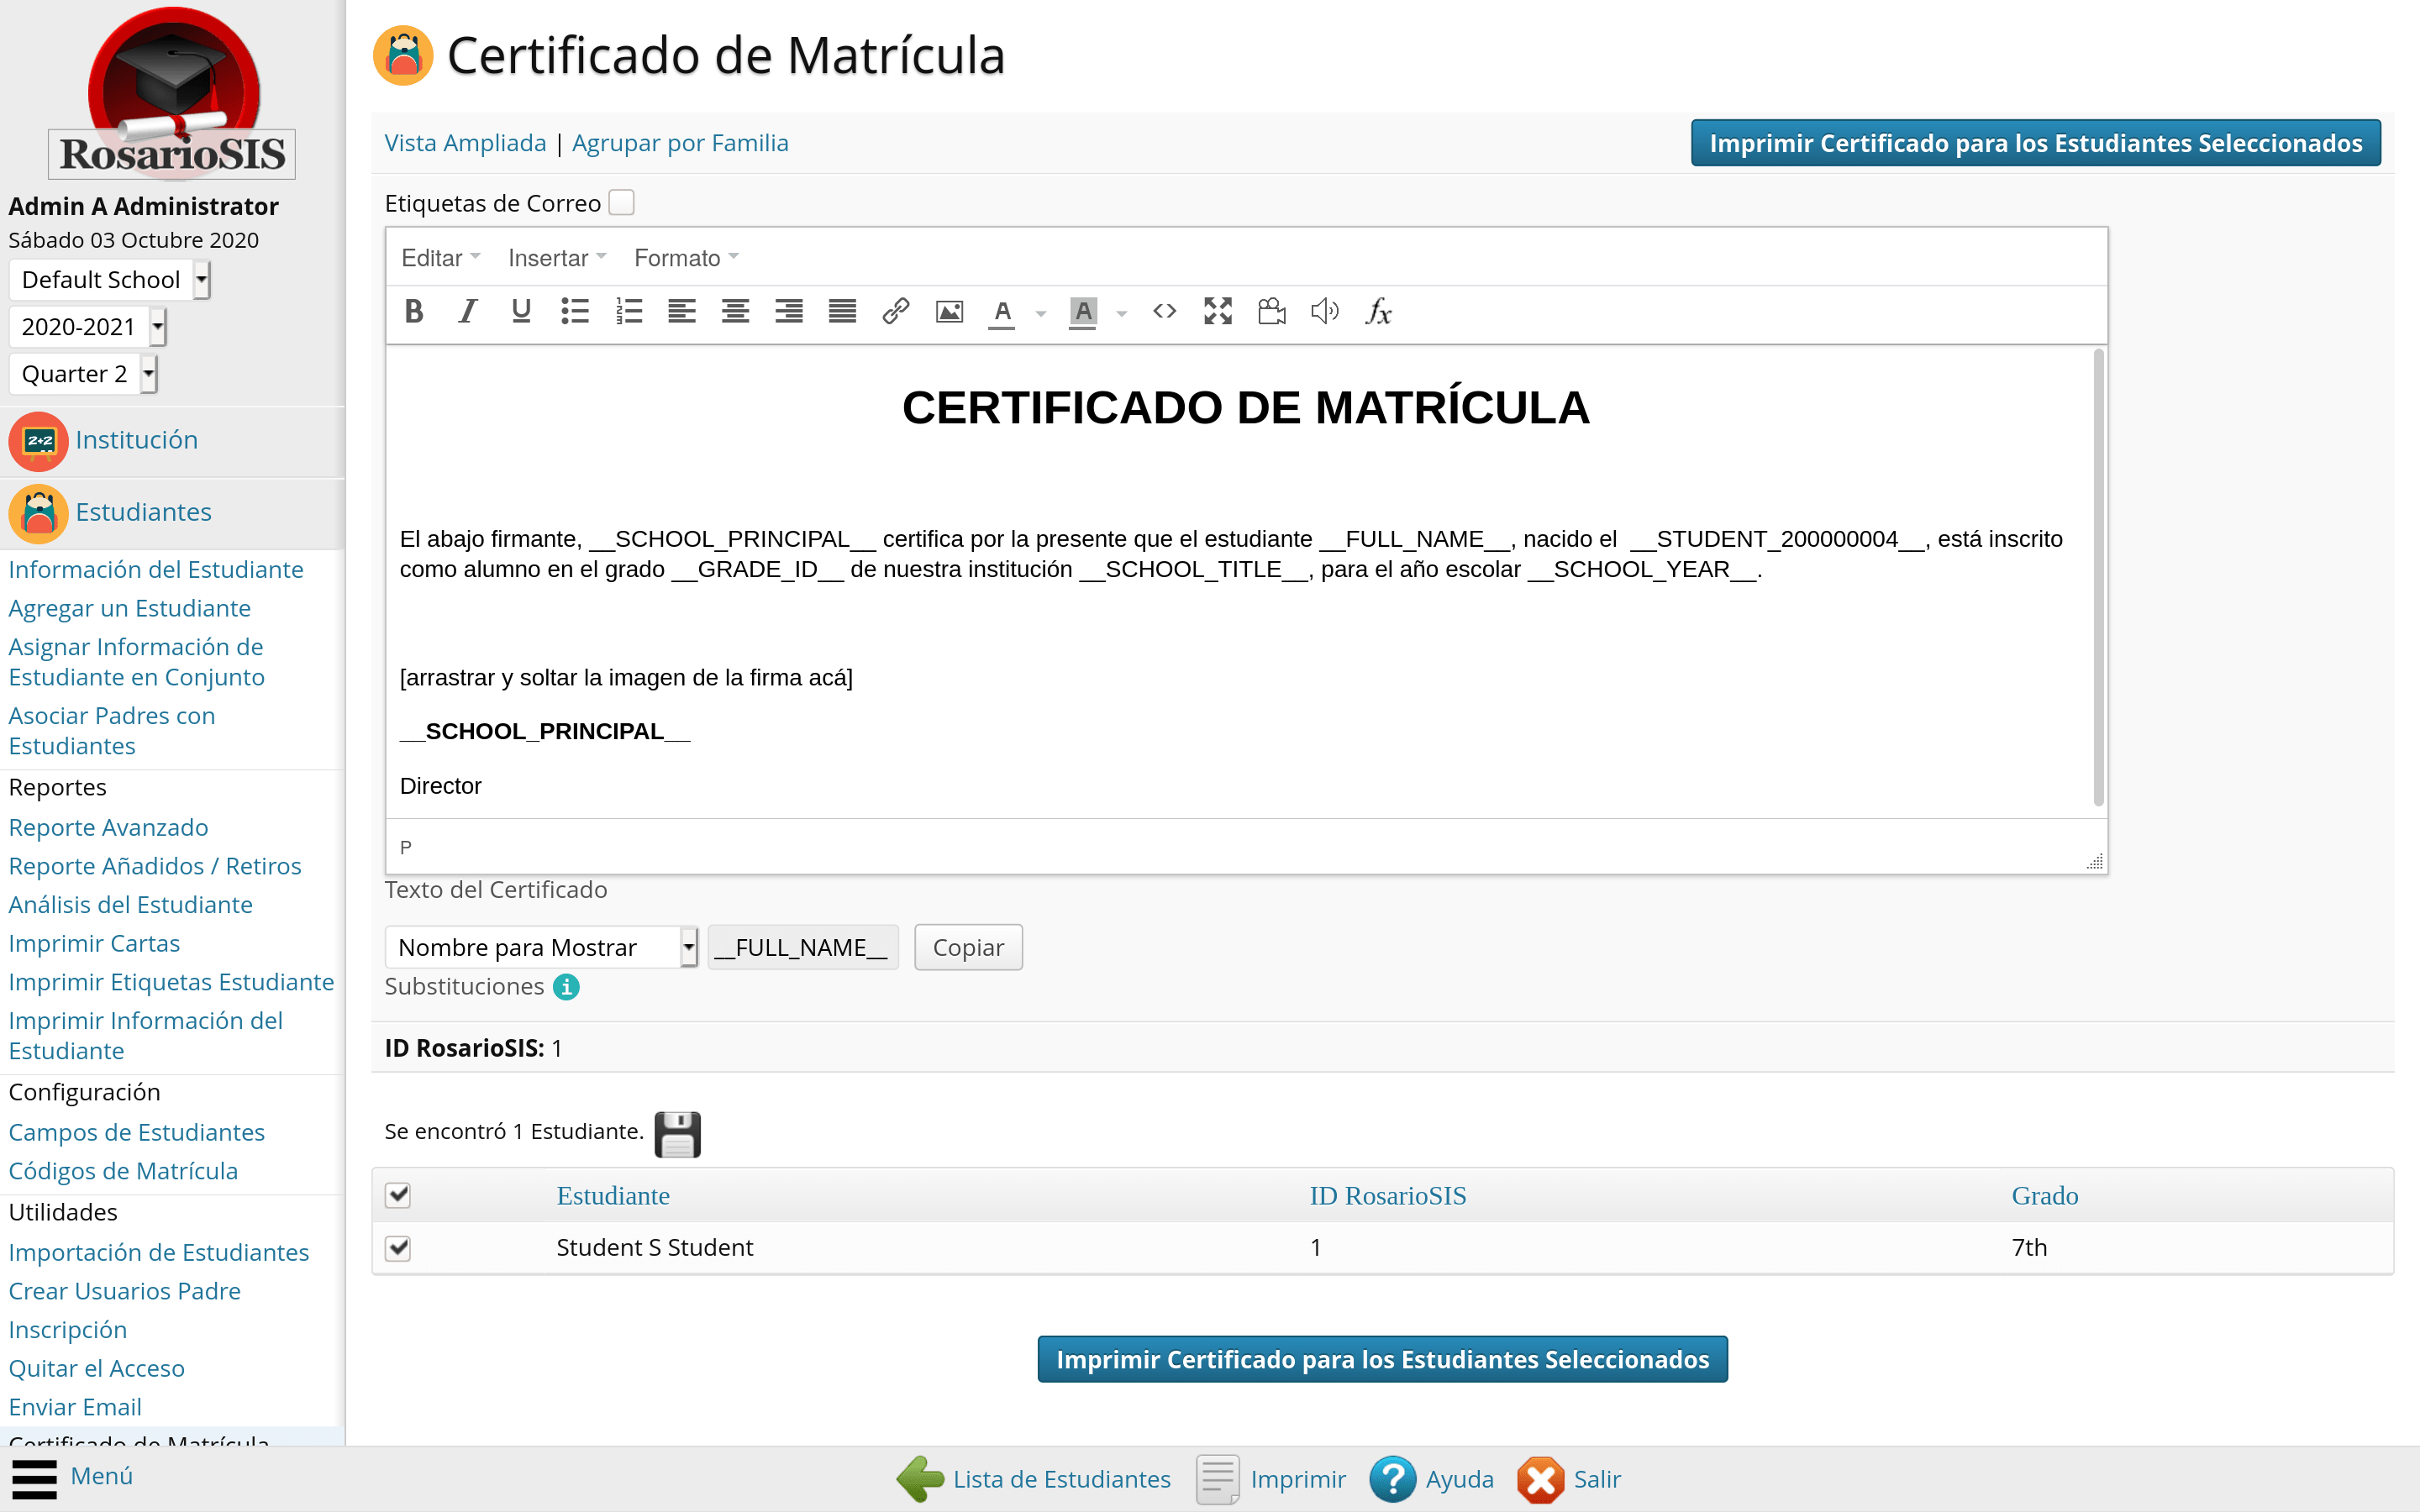 RosarioSIS
Admin A Administrator
Sábado 03 Octubre 2020
Default School
2020-2021
Quarter 2
2+2
Institución
Estudiantes
Información del Estudiante
Agregar un Estudiante
Asignar Información de
Estudiante en Conjunto
Asociar Padres con
Estudiantes
Reportes
Reporte Avanzado
Reporte Añadidos / Retiros
Análisis del Estudiante
Imprimir Cartas
Imprimir Etiquetas Estudiante
Imprimir Información del
Estudiante
Configuración
Campos de Estudiantes
Códigos de Matrícula
Utilidades
Importación de Estudiantes
Crear Usuarios Padre
Inscripción
Quitar el Acceso
Enviar Email
Certificado de Matrícula
Menú
Certificado de Matrícula
Vista Ampliada | Agrupar por Familia
Imprimir Certificado para los Estudiantes Seleccionados
Etiquetas de Correo
Editar Insertar Formato
B I U A A <> fx
CERTIFICADO DE MATRÍCULA
El abajo firmante, __SCHOOL_PRINCIPAL__ certifica por la presente que el estudiante __FULL_NAME__, nacido el __STUDENT_200000004__, está inscrito
como alumno en el grado __GRADE_ID__ de nuestra institución __SCHOOL_TITLE__, para el año escolar __SCHOOL_YEAR__.
[arrastrar y soltar la imagen de la firma acá]
__SCHOOL_PRINCIPAL__
Director
P
Texto del Certificado
Nombre para Mostrar __FULL_NAME__ Copiar
Substituciones i
ID RosarioSIS: 1
Se encontró 1 Estudiante.
Estudiante ID RosarioSIS Grado
Student S Student 1 7th
Imprimir Certificado para los Estudiantes Seleccionados
Lista de Estudiantes Imprimir ? Ayuda Salir